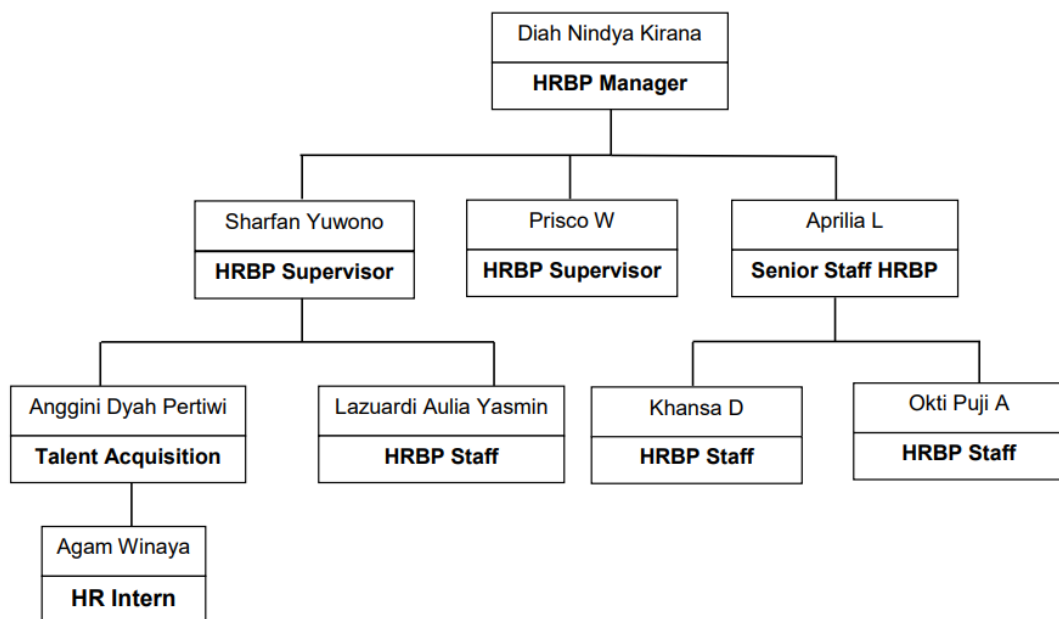 Diah Nindya Kirana
HRBP Manager
Sharfan Yuwono
HRBP Supervisor
Prisco W
HRBP Supervisor
Aprilia L
Senior Staff HRBP
Anggini Dyah Pertiwi
Talent Acquisition
Lazuardi Aulia Yasmin
HRBP Staff
Khansa D
HRBP Staff
Okti Puji A
HRBP Staff
Agam Winaya
HR Intern